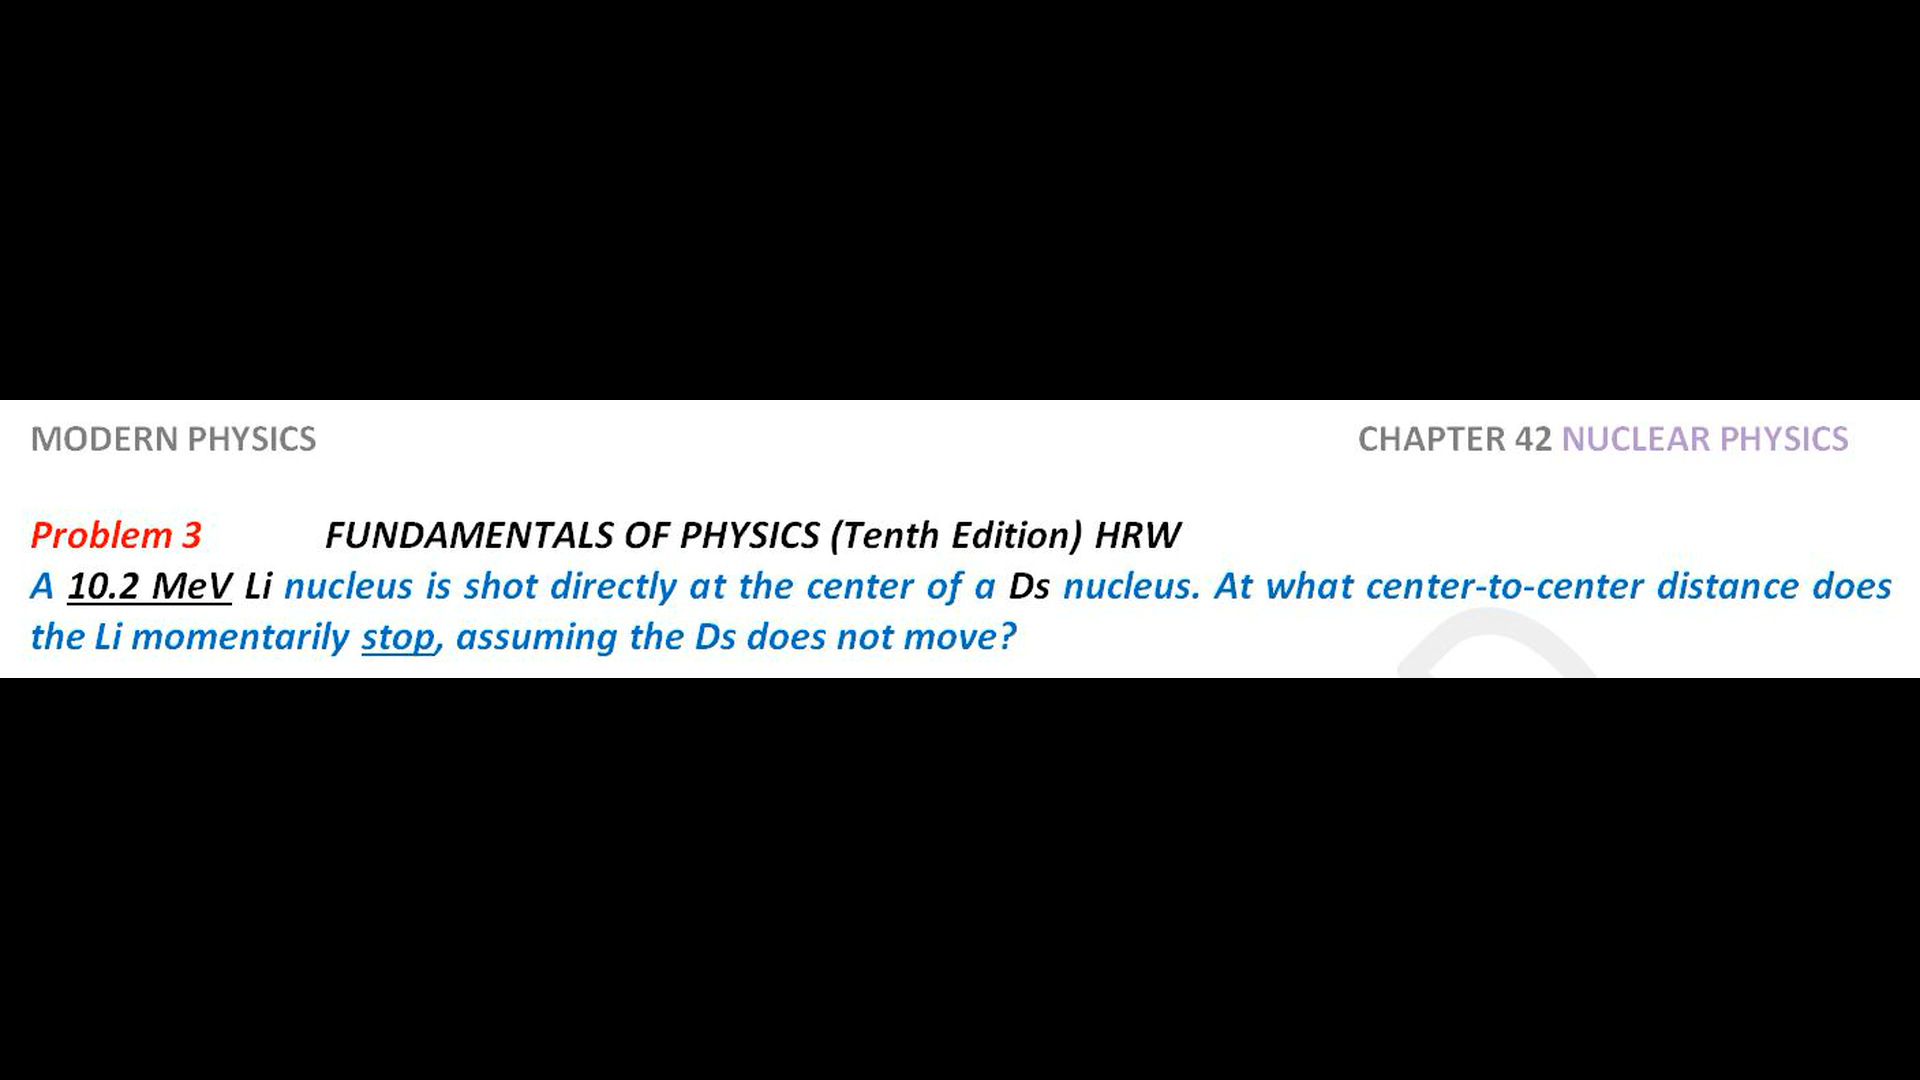 MODERN PHYSICS CHAPTER 42 NUCLEAR PHYSICS
Problem 3 FUNDAMENTALS OF PHYSICS (Tenth Edition) HRW
A 10.2 MeV Li nucleus is shot directly at the center of a Ds nucleus. At what center-to-center distance does
the Li momentarily stop, assuming the Ds does not move?